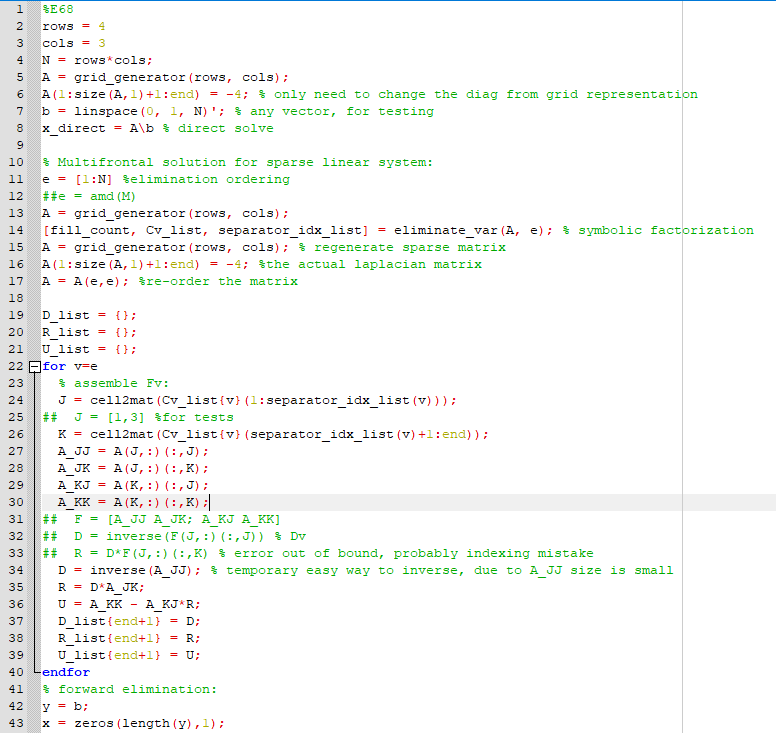 1 %E68
2 rows = 4
3 cols = 3
4 N = rows*cols;
5 A = grid_generator(rows, cols);
6 A(1:size(A,1)+1:end) = -4; % only need to change the diag from grid representation
7 b = linspace(0, 1, N)'; % any vector, for testing
8 x_direct = A\b % direct solve
9
10 % Multifrontal solution for sparse linear system:
11 e = [1:N] %elimination ordering
12 ##e = amd(M)
13 A = grid_generator(rows, cols);
14 [fill_count, Cv_list, separator_idx_list] = eliminate_var(A, e); % symbolic factorization
15 A = grid_generator(rows, cols); % regenerate sparse matrix
16 A(1:size(A,1)+1:end) = -4; %the actual laplacian matrix
17 A = A(e,e); %re-order the matrix
18
19 D_list = {};
20 R_list = {};
21 U_list = {};
22 for v=e
23 % assemble Fv:
24 J = cell2mat(Cv_list{v}(1:separator_idx_list(v)));
25 ## J = [1,3] %for tests
26 K = cell2mat(Cv_list{v}(separator_idx_list(v)+1:end));
27 A_JJ = A(J,:)(:,J);
28 A_JK = A(J,:)(:,K);
29 A_KJ = A(K,:)(:,J);
30 A_KK = A(K,:)(:,K);
31 ## F = [A_JJ A_JK; A_KJ A_KK]
32 ## D = inverse(F(J,:)(:,J)) % Dv
33 ## R = D*F(J,:)(:,K) % error out of bound, probably indexing mistake
34 D = inverse(A_JJ); % temporary easy way to inverse, due to A_JJ size is small
35 R = D*A_JK;
36 U = A_KK - A_KJ*R;
37 D_list{end+1} = D;
38 R_list{end+1} = R;
39 U_list{end+1} = U;
40 endfor
41 % forward elimination:
42 y = b;
43 x = zeros(length(y),1);